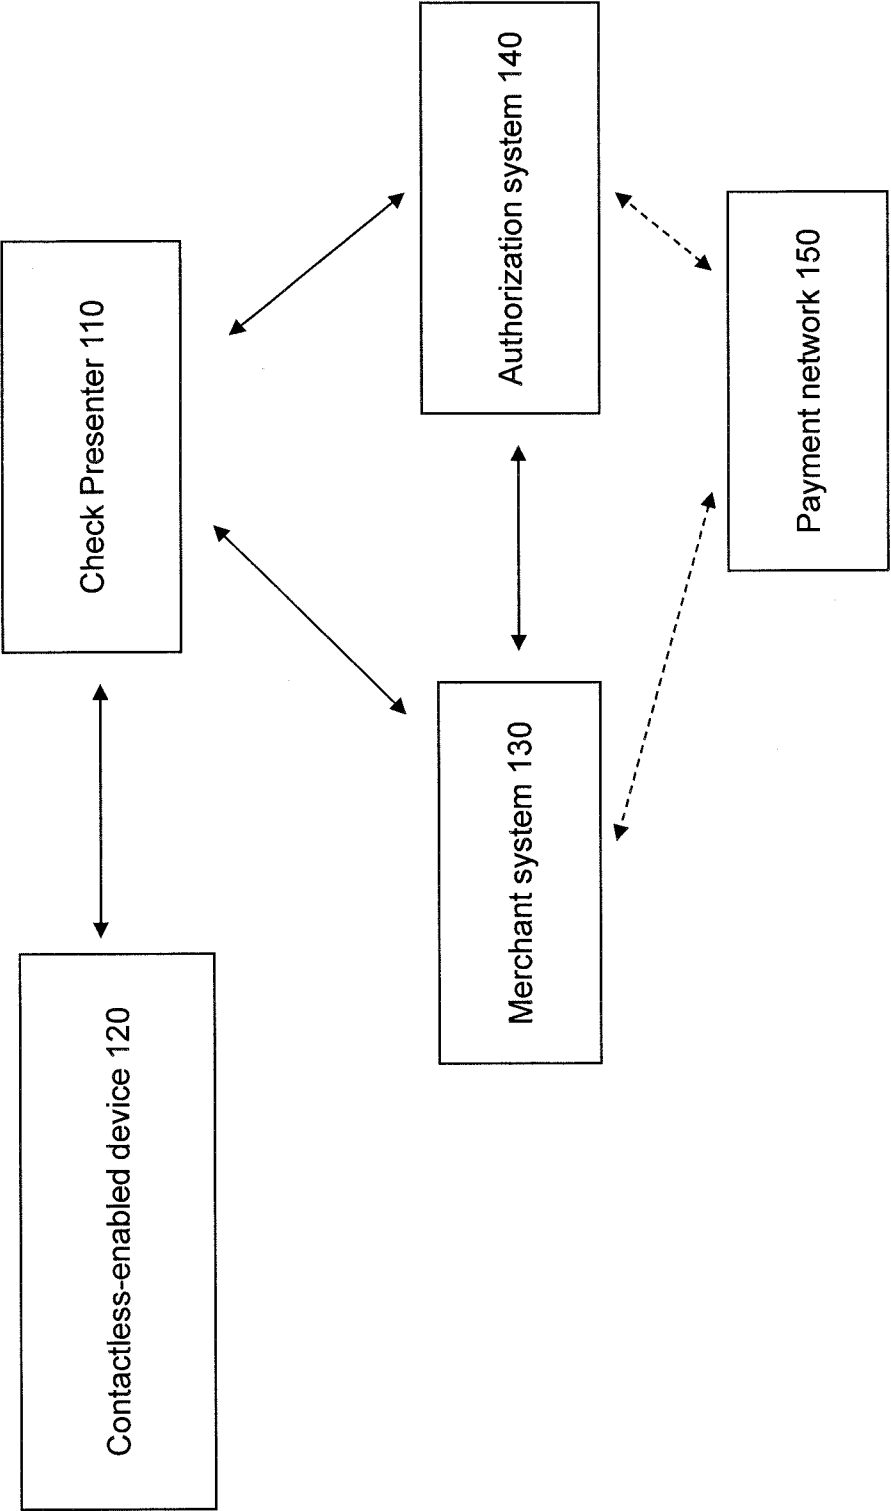 Contactless-enabled device 120
Check Presenter 110
Merchant system 130
Authorization system 140
Payment network 150